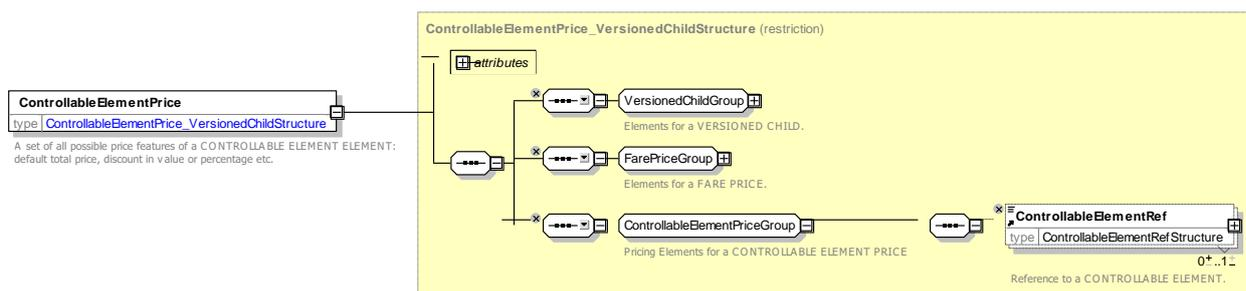 ControllableElementPrice_VersionedChildStructure (restriction)
attributes
ControllableElementPrice
type ControllableElementPrice_VersionedChildStructure
A set of all possible price features of a CONTROLLABLE ELEMENT ELEMENT:
default total price, discount in value or percentage etc.
VersionedChildGroup
Elements for a VERSIONED CHILD.
FarePriceGroup
Elements for a FARE PRICE.
ControllableElementPriceGroup
Pricing Elements for a CONTROLLABLE ELEMENT PRICE
ControllableElementRef
type ControllableElementRefStructure
0..1
Reference to a CONTROLLABLE ELEMENT.